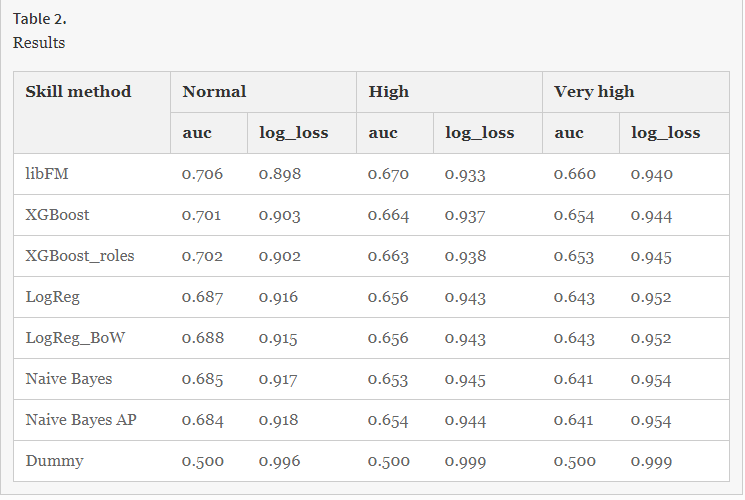 Table 2.
Results
Skill method Normal High Very high
auc log_loss auc log_loss auc log_loss
libFM 0.706 0.898 0.670 0.933 0.660 0.940
XGBoost 0.701 0.903 0.664 0.937 0.654 0.944
XGBoost_roles 0.702 0.902 0.663 0.938 0.653 0.945
LogReg 0.687 0.916 0.656 0.943 0.643 0.952
LogReg_BoW 0.688 0.915 0.656 0.943 0.643 0.952
Naive Bayes 0.685 0.917 0.653 0.945 0.641 0.954
Naive Bayes AP 0.684 0.918 0.654 0.944 0.641 0.954
Dummy 0.500 0.996 0.500 0.999 0.500 0.999